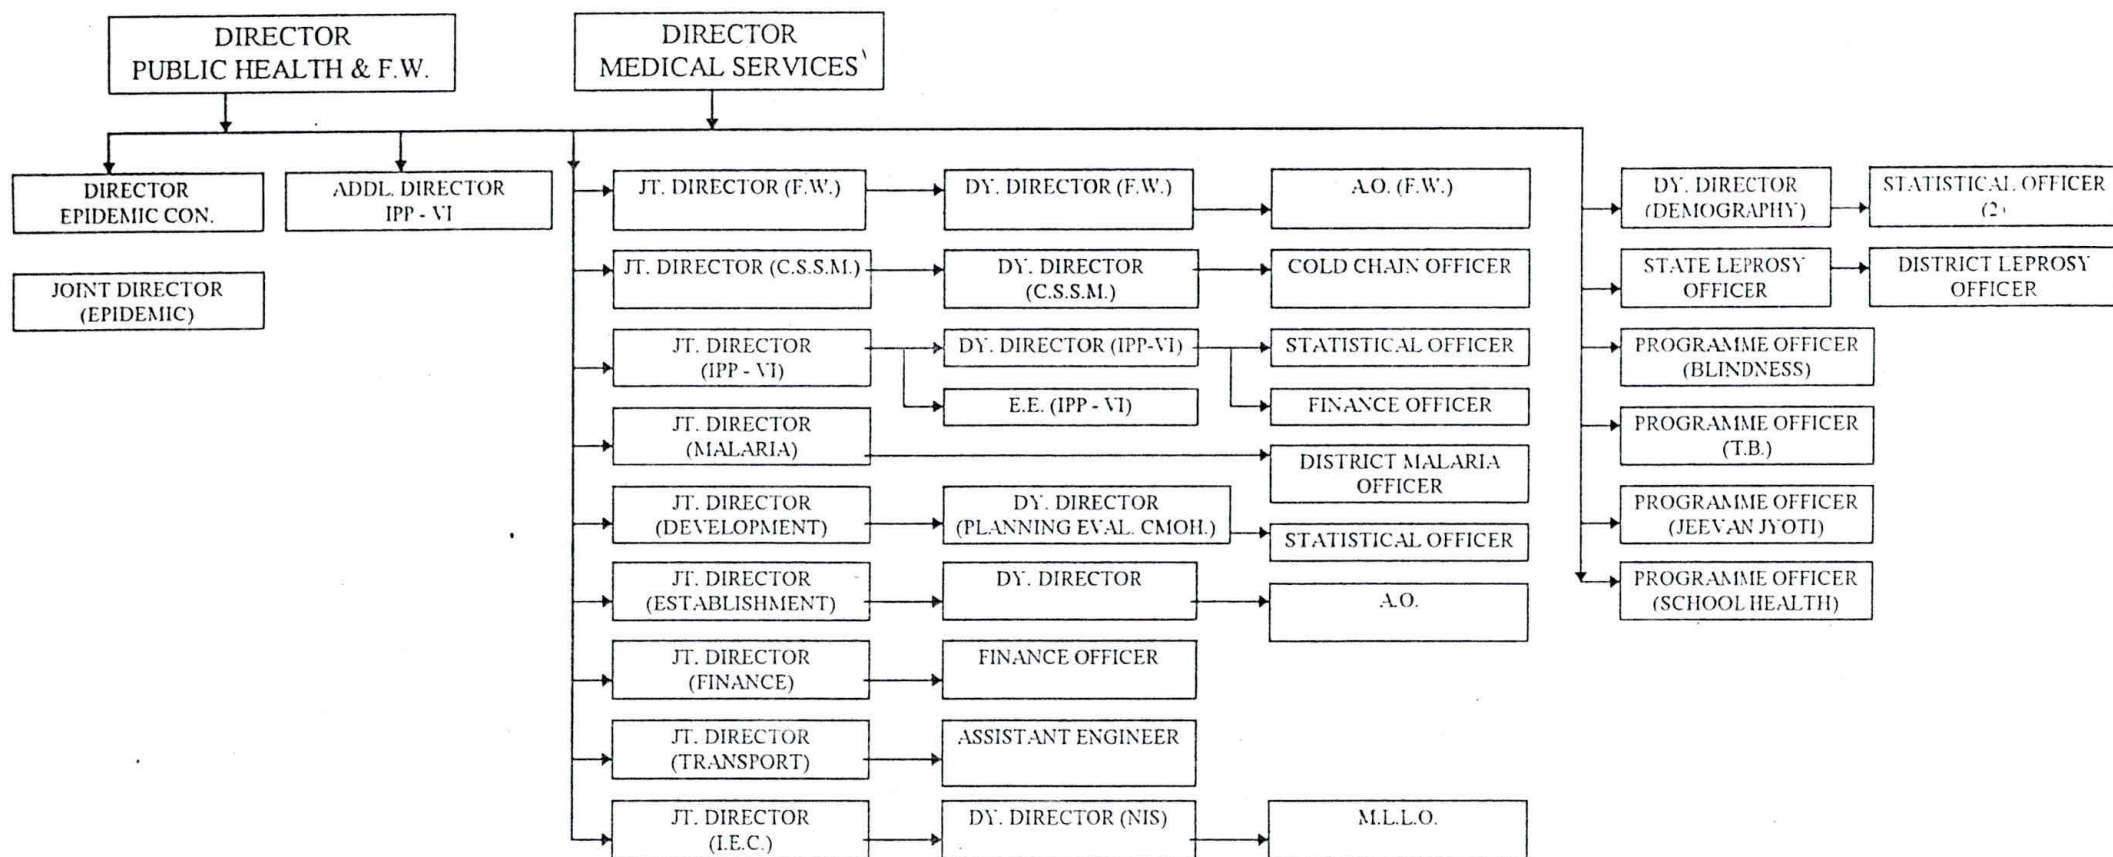 DIRECTOR
PUBLIC HEALTH & F.W.
DIRECTOR
MEDICAL SERVICES
DIRECTOR
EPIDEMIC CON.
ADDL. DIRECTOR
IPP - VI
JOINT DIRECTOR
(EPIDEMIC)
JT. DIRECTOR (F.W.)
DY. DIRECTOR (F.W.)
A.O. (F.W.)
JT. DIRECTOR (C.S.S.M.)
DY. DIRECTOR
(C.S.S.M.)
COLD CHAIN OFFICER
JT. DIRECTOR
(IPP - VI)
DY. DIRECTOR (IPP-VI)
STATISTICAL OFFICER
E.E. (IPP - VI)
FINANCE OFFICER
JT. DIRECTOR
(MALARIA)
DISTRICT MALARIA
OFFICER
JT. DIRECTOR
(DEVELOPMENT)
DY. DIRECTOR
(PLANNING EVAL. CMOH.)
STATISTICAL OFFICER
JT. DIRECTOR
(ESTABLISHMENT)
DY. DIRECTOR
A.O.
JT. DIRECTOR
(FINANCE)
FINANCE OFFICER
JT. DIRECTOR
(TRANSPORT)
ASSISTANT ENGINEER
JT. DIRECTOR
(I.E.C.)
DY. DIRECTOR (NIS)
M.L.L.O.
DY. DIRECTOR
(DEMOGRAPHY)
STATISTICAL OFFICER
(2)
STATE LEPROSY
OFFICER
DISTRICT LEPROSY
OFFICER
PROGRAMME OFFICER
(BLINDNESS)
PROGRAMME OFFICER
(T.B.)
PROGRAMME OFFICER
(JEEVAN JYOTI)
PROGRAMME OFFICER
(SCHOOL HEALTH)